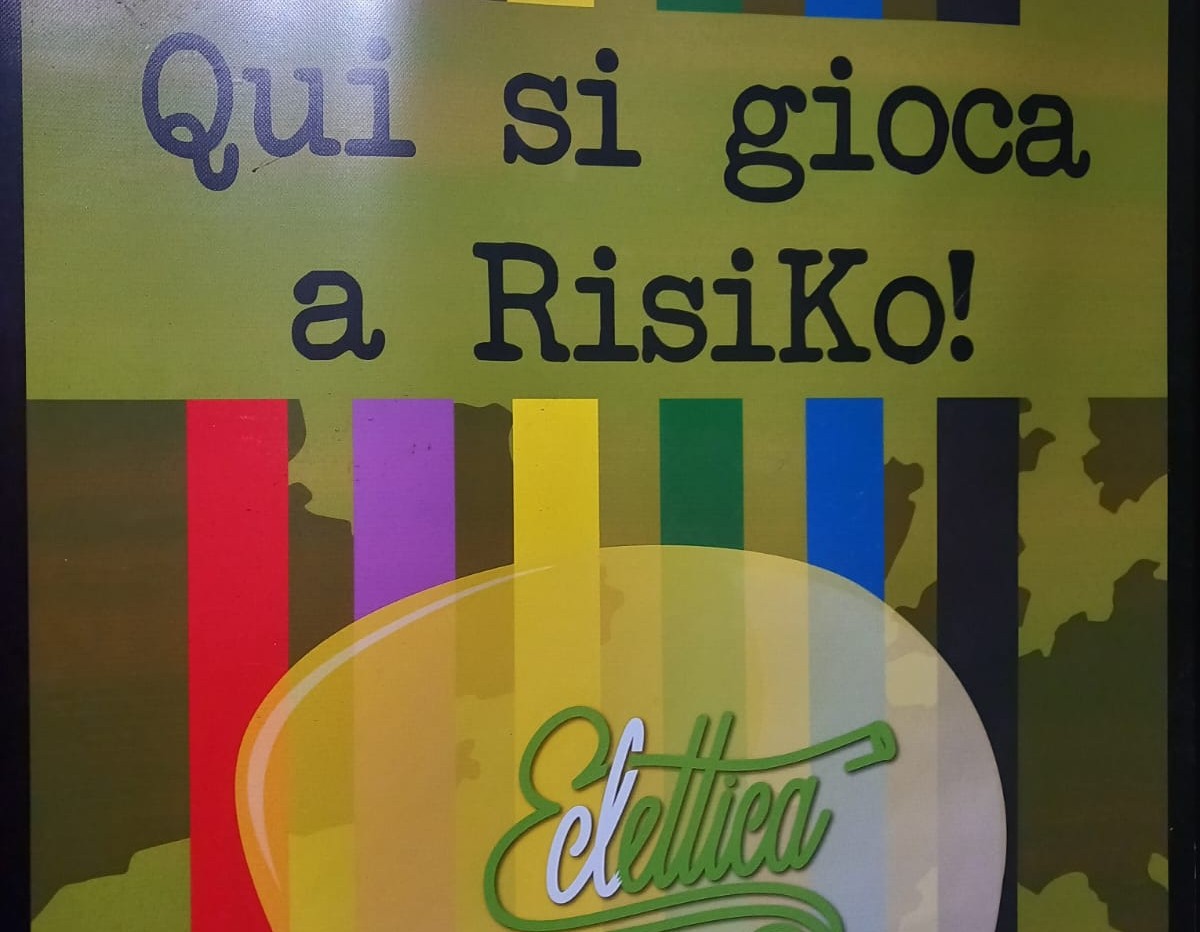 Qui si gioca
a RisiKo!
Eclettica